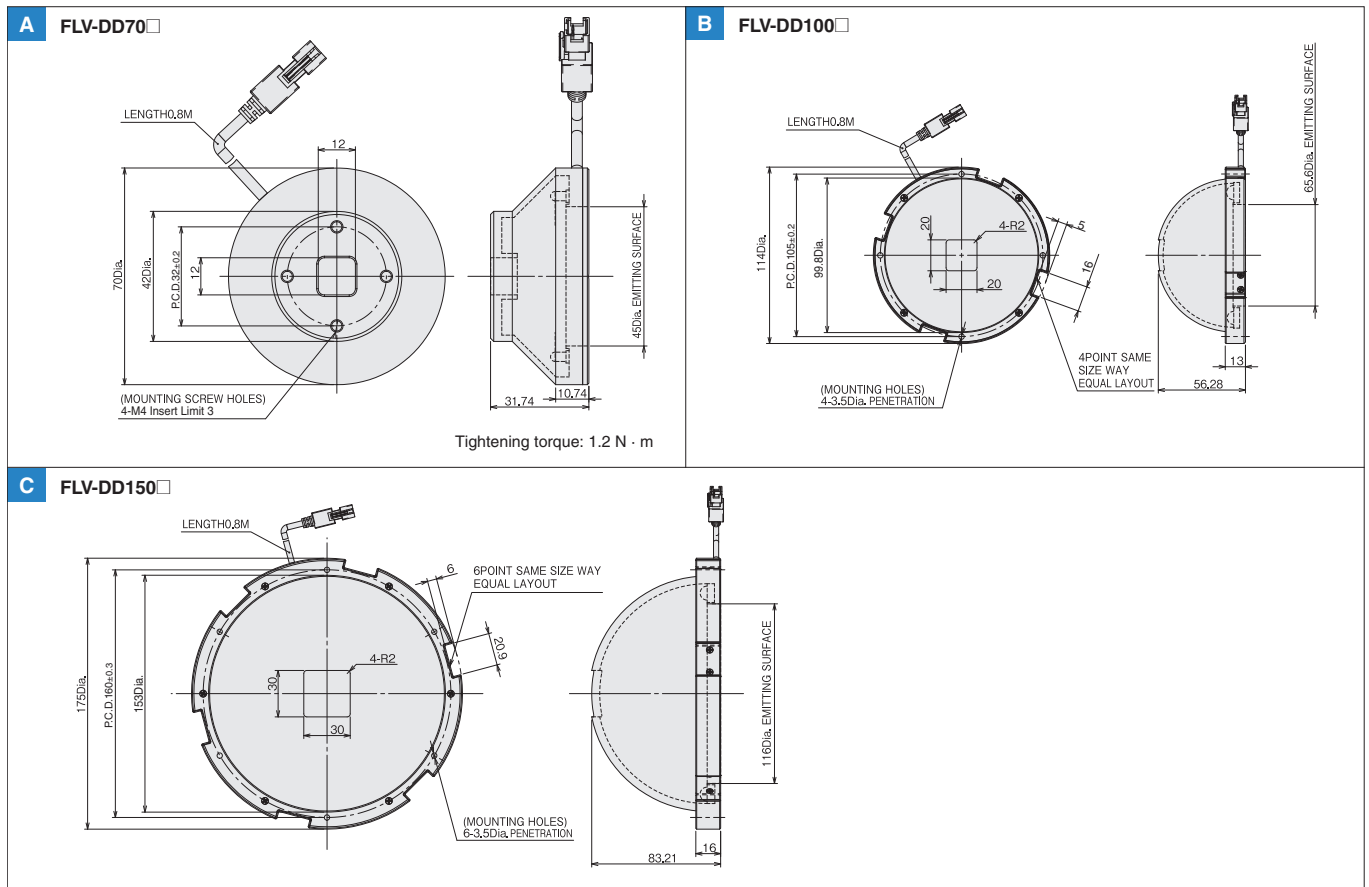 A FLV-DD70□
LENGTH0.8M
12
70Dia.
42Dia.
P.C.D.32±0.2
12
(MOUNTING SCREW HOLES)
4-M4 Insert Limit 3
45Dia. EMITTING SURFACE
10.74
31.74
Tightening torque: 1.2 N · m
B FLV-DD100□
LENGTH0.8M
114Dia.
P.C.D.105±0.2
99.8Dia.
20
4-R2
20
5
16
(MOUNTING HOLES)
4-3.5Dia. PENETRATION
4POINT SAME
SIZE WAY
EQUAL LAYOUT
65.6Dia. EMITTING SURFACE
13
56.28
C FLV-DD150□
LENGTH0.8M
175Dia.
P.C.D.160±0.3
153Dia.
30
4-R2
30
6
6POINT SAME SIZE WAY
EQUAL LAYOUT
20.9
(MOUNTING HOLES)
6-3.5Dia. PENETRATION
116Dia. EMITTING SURFACE
16
83.21